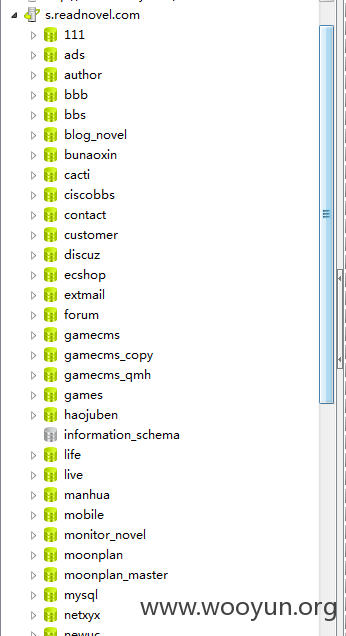 s.readnovel.com
111
ads
author
bbb
bbs
blog_novel
bunaoxin
cacti
ciscobbs
contact
customer
discuz
ecshop
extmail
forum
gamecms
gamecms_copy
gamecms_qmh
games
haojuben
information_schema
life
live
manhua
mobile
monitor_novel
moonplan
moonplan_master
mysql
netxyx
www.wooyun.org